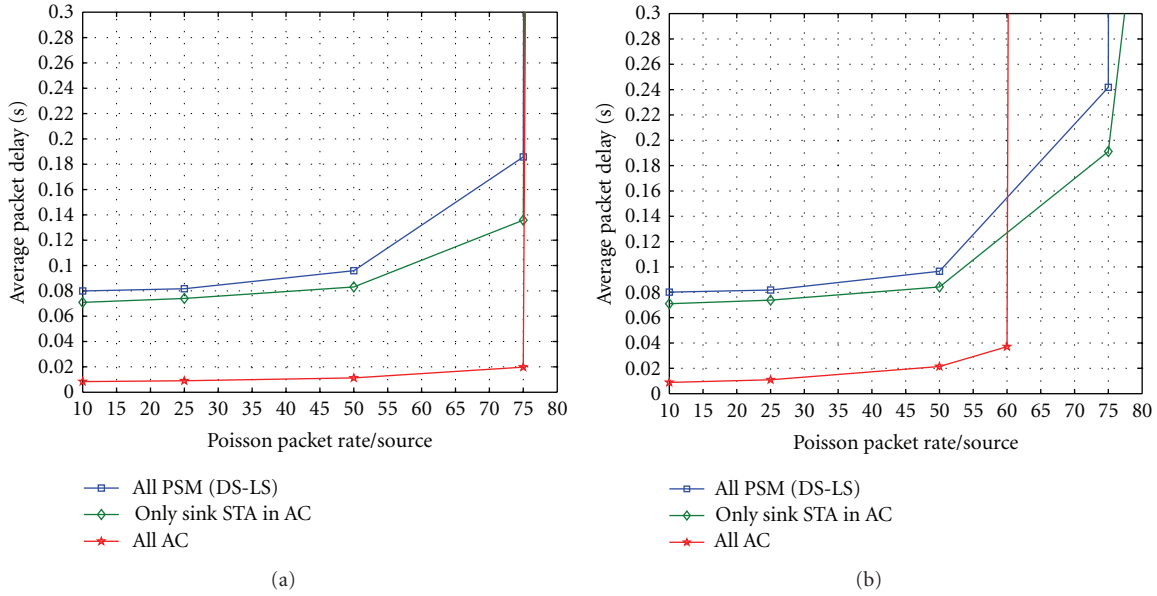 Average packet delay (s)
0.3
0.28
0.26
0.24
0.22
0.2
0.18
0.16
0.14
0.12
0.1
0.08
0.06
0.04
0.02
0
10 15 20 25 30 35 40 45 50 55 60 65 70 75 80
Poisson packet rate/source
All PSM (DS-LS)
Only sink STA in AC
All AC
(a)
Average packet delay (s)
0.3
0.28
0.26
0.24
0.22
0.2
0.18
0.16
0.14
0.12
0.1
0.08
0.06
0.04
0.02
0
10 15 20 25 30 35 40 45 50 55 60 65 70 75 80
Poisson packet rate/source
All PSM (DS-LS)
Only sink STA in AC
All AC
(b)